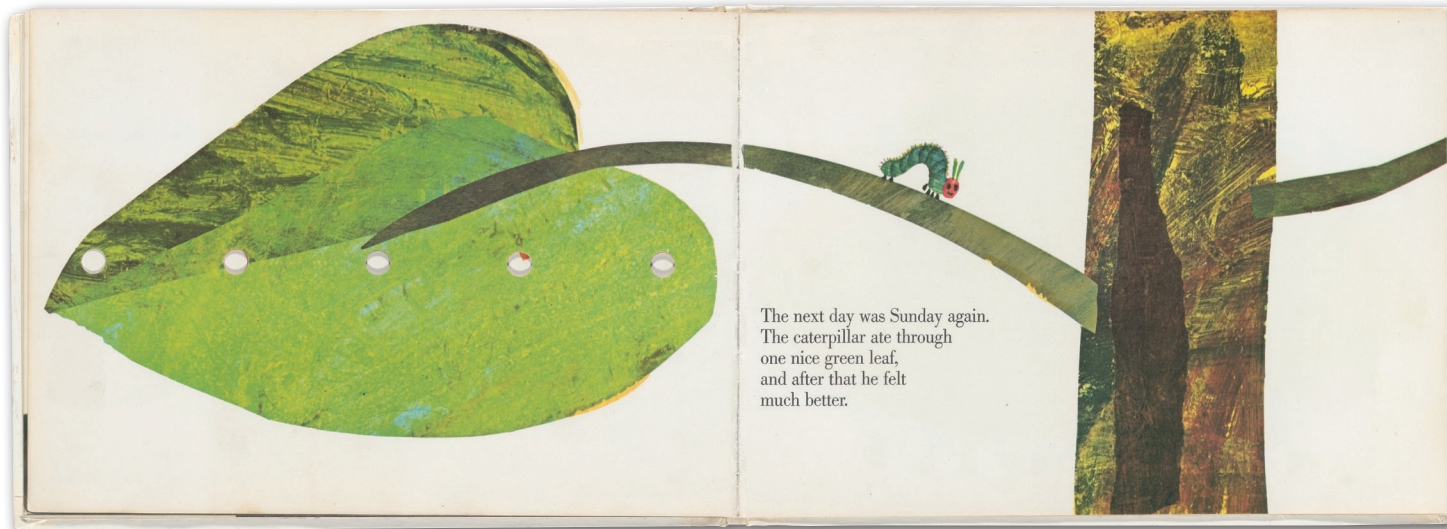 The next day was Sunday again.
The caterpillar ate through
one nice green leaf,
and after that he felt
much better.